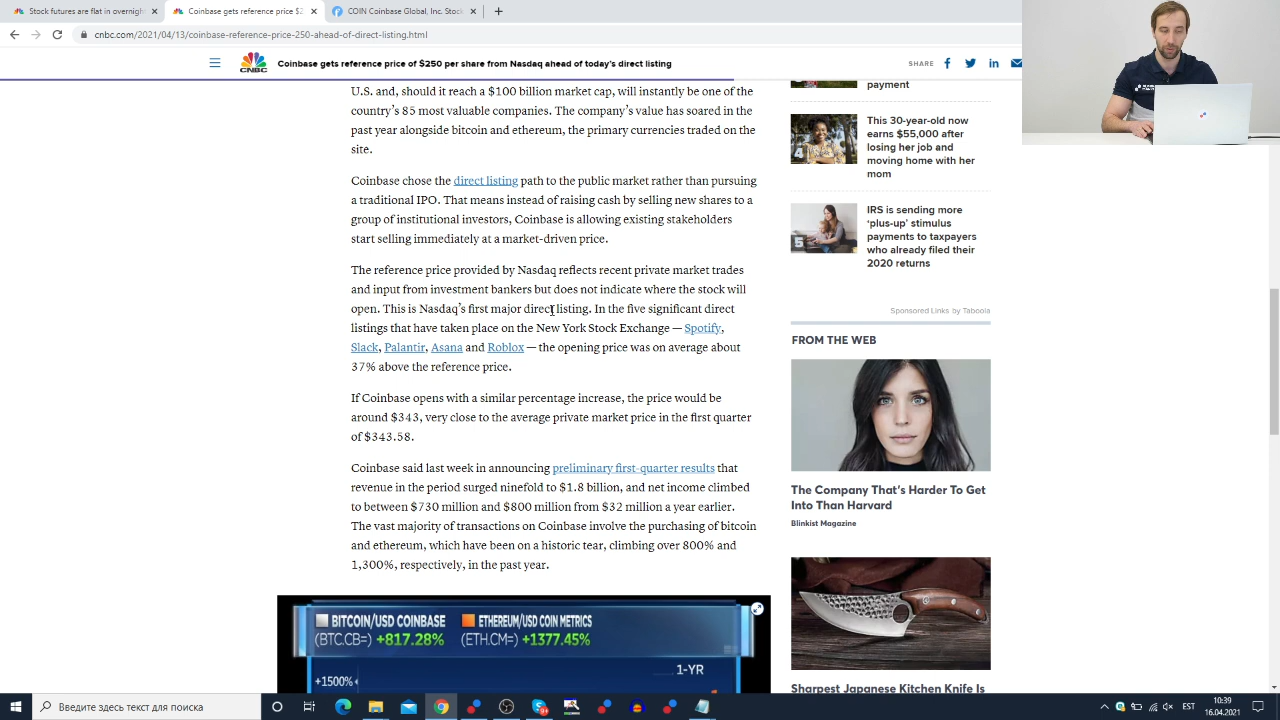 Stock futures are flat in overnight
Coinbase gets reference price $2
COIN Coinbase Global, Inc. Stock
cnbc.com/2021/04/13/coinbase-reference-price-250-ahead-of-direct-listing.html
CNBC
Coinbase gets reference price of $250 per share from Nasdaq ahead of today's direct listing
SHARE
U.S. and, should it reach a $100 billion market cap, will instantly be one of the
country's 85 most valuable companies. The company's value has soared in the
past year alongside bitcoin and ethereum, the primary currencies traded on the
site.
Coinbase chose the direct listing path to the public market rather than pursuing
a traditional IPO. That means instead of raising cash by selling new shares to a
group of institutional investors, Coinbase is allowing existing stakeholders
start selling immediately at a market-driven price.
The reference price provided by Nasdaq reflects recent private market trades
and input from investment bankers but does not indicate where the stock will
open. This is Nasdaq's first major direct listing. In the five significant direct
listings that have taken place on the New York Stock Exchange — Spotify,
Slack, Palantir, Asana and Roblox — the opening price was on average about
37% above the reference price.
If Coinbase opens with a similar percentage increase, the price would be
around $343, very close to the average private market price in the first quarter
of $343.58.
Coinbase said last week in announcing preliminary first-quarter results that
revenue in the period surged ninefold to $1.8 billion, and net income climbed
to between $730 million and $800 million from $32 million a year earlier.
The vast majority of transactions on Coinbase involve the purchasing of bitcoin
and ethereum, which have been on a historic tear, climbing over 800% and
1,300%, respectively, in the past year.
BITCOIN/USD COINBASE
(BTC.CB=) +817.28%
ETHEREUM/USD COIN METRICS
(ETH.CM=) +1377.45%
1-YR
+1500%
payment
4
This 30-year-old now
earns $55,000 after
losing her job and
moving home with her
mom
5
IRS is sending more
'plus-up' stimulus
payments to taxpayers
who already filed their
2020 returns
Sponsored Links by Taboola
FROM THE WEB
The Company That's Harder To Get
Into Than Harvard
Blinkist Magazine
Sharpest Japanese Kitchen Knife Is
Введите здесь текст для поиска
EST
10:39
16.04.2021